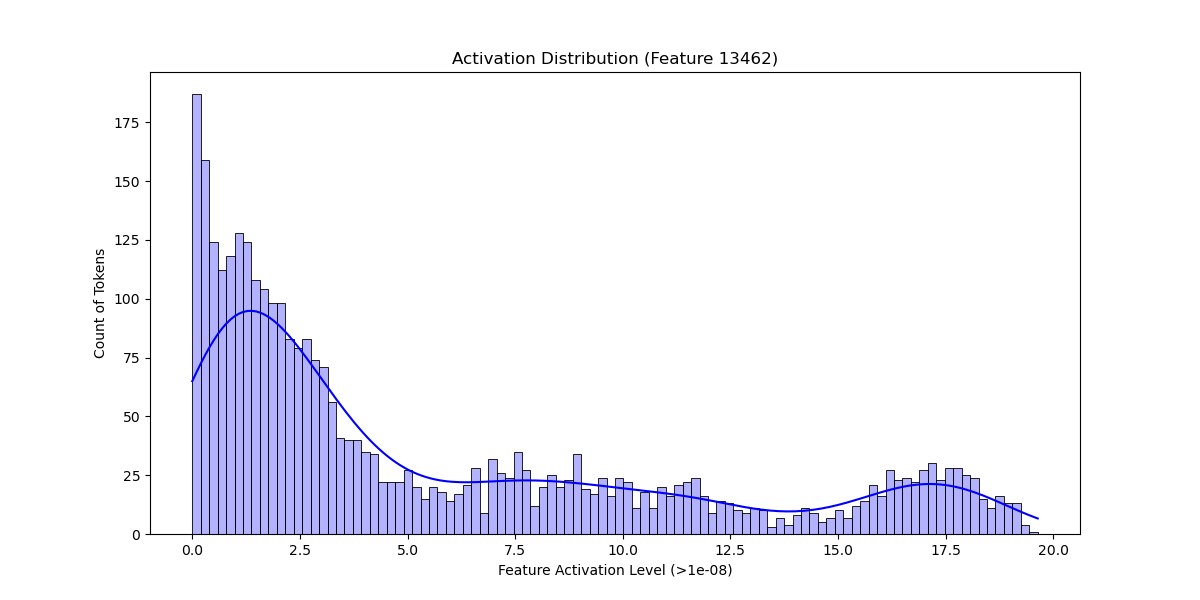 Activation Distribution (Feature 13462)
Count of Tokens
175
150
125
100
75
50
25
0
0.0 2.5 5.0 7.5 10.0 12.5 15.0 17.5 20.0
Feature Activation Level (>1e-08)